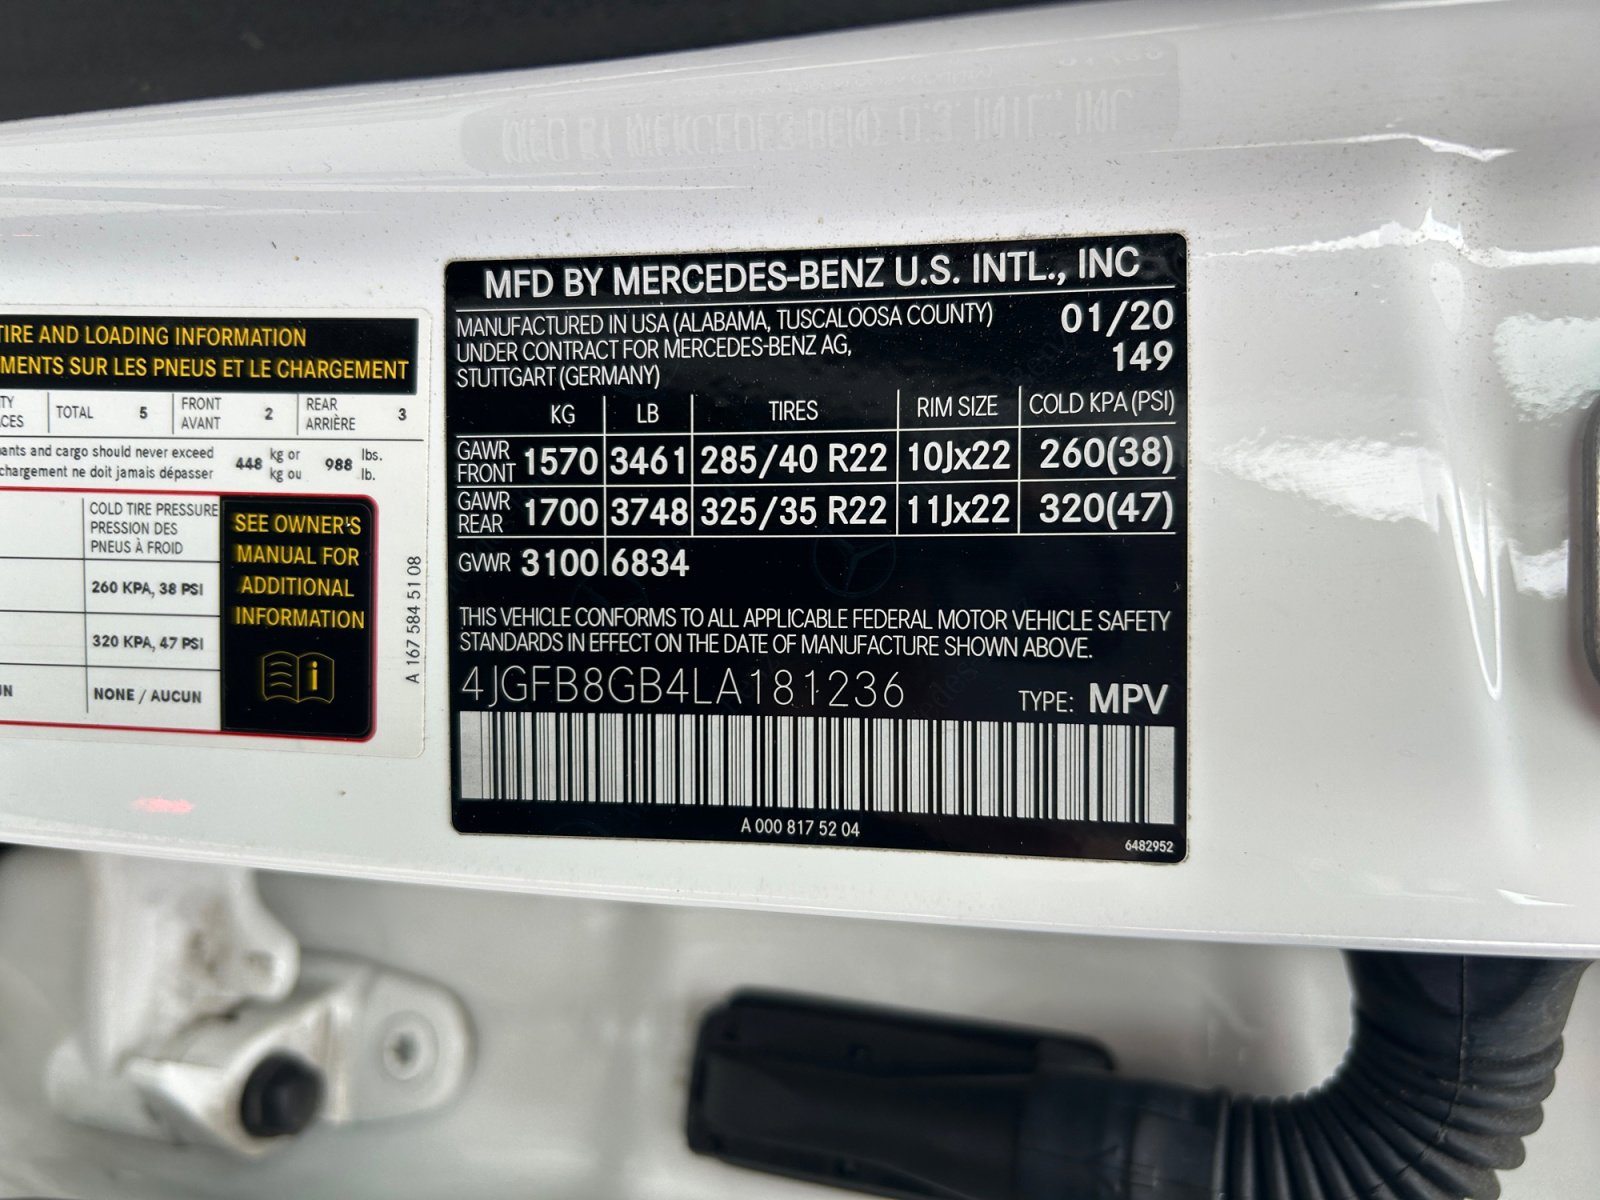 MFD BY MERCEDES-BENZ U.S. INTL., INC
MANUFACTURED IN USA (ALABAMA, TUSCALOOSA COUNTY) 01/20
UNDER CONTRACT FOR MERCEDES-BENZ AG, 149
STUTTGART (GERMANY)
KG LB TIRES RIM SIZE COLD KPA (PSI)
GAWR FRONT 1570 3461 285/40 R22 10Jx22 260(38)
GAWR REAR 1700 3748 325/35 R22 11Jx22 320(47)
GVWR 3100 6834
THIS VEHICLE CONFORMS TO ALL APPLICABLE FEDERAL MOTOR VEHICLE SAFETY
STANDARDS IN EFFECT ON THE DATE OF MANUFACTURE SHOWN ABOVE.
4JGFB8GB4LA181236 TYPE: MPV
A 000 817 52 04
6482952
TIRE AND LOADING INFORMATION
MENTS SUR LES PNEUS ET LE CHARGEMENT
TY TOTAL 5 FRONT 2 REAR 3
ACES AVANT ARRIÈRE
ants and cargo should never exceed 448 kg or 988 lbs.
chargement ne doit jamais dépasser kg ou lb.
COLD TIRE PRESSURE
PRESSION DES
PNEUS À FROID
260 KPA, 38 PSI
320 KPA, 47 PSI
UN NONE / AUCUN
SEE OWNER'S
MANUAL FOR
ADDITIONAL
INFORMATION
i
A 167 584 51 08